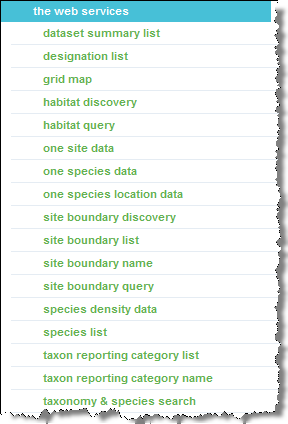 the web services
dataset summary list
designation list
grid map
habitat discovery
habitat query
one site data
one species data
one species location data
site boundary discovery
site boundary list
site boundary name
site boundary query
species density data
species list
taxon reporting category list
taxon reporting category name
taxonomy & species search